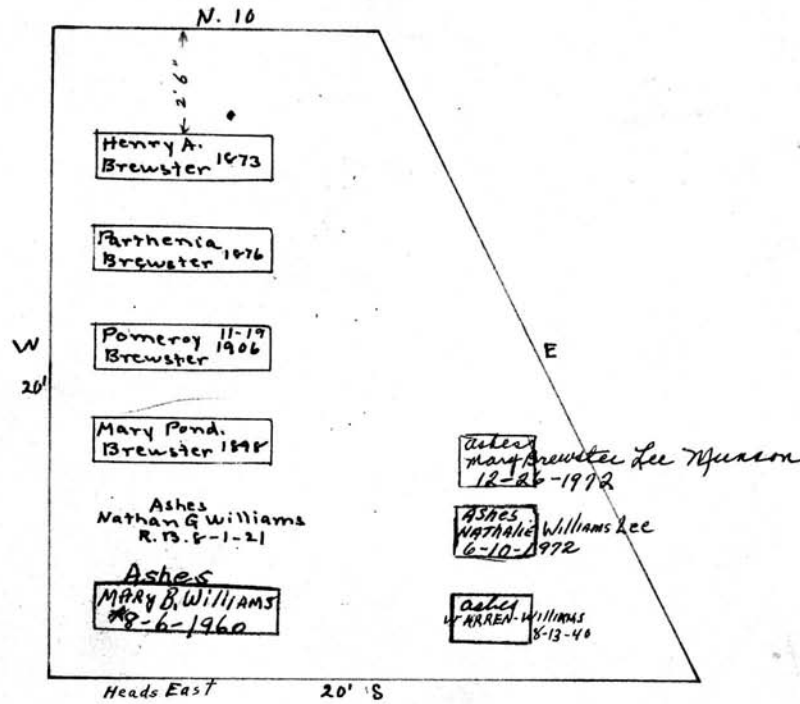 N. 10
2'6"
Henry A.
Brewster 1873
Parthenia
Brewster 1876
Pomeroy 11-19
Brewster 1906
W
20'
E
Mary Pond.
Brewster 1898
Ashes
Mary Brewster Lee Munson
12-26-1972
Ashes
Nathan G Williams
R.B. 8-1-21
Ashes
NATHALIE Williams Lee
6-10-1972
Ashes
MARY B. WILLIAMS
*8-6-1960
ashes
WARREN-Williams
8-13-40
Heads East
20' S